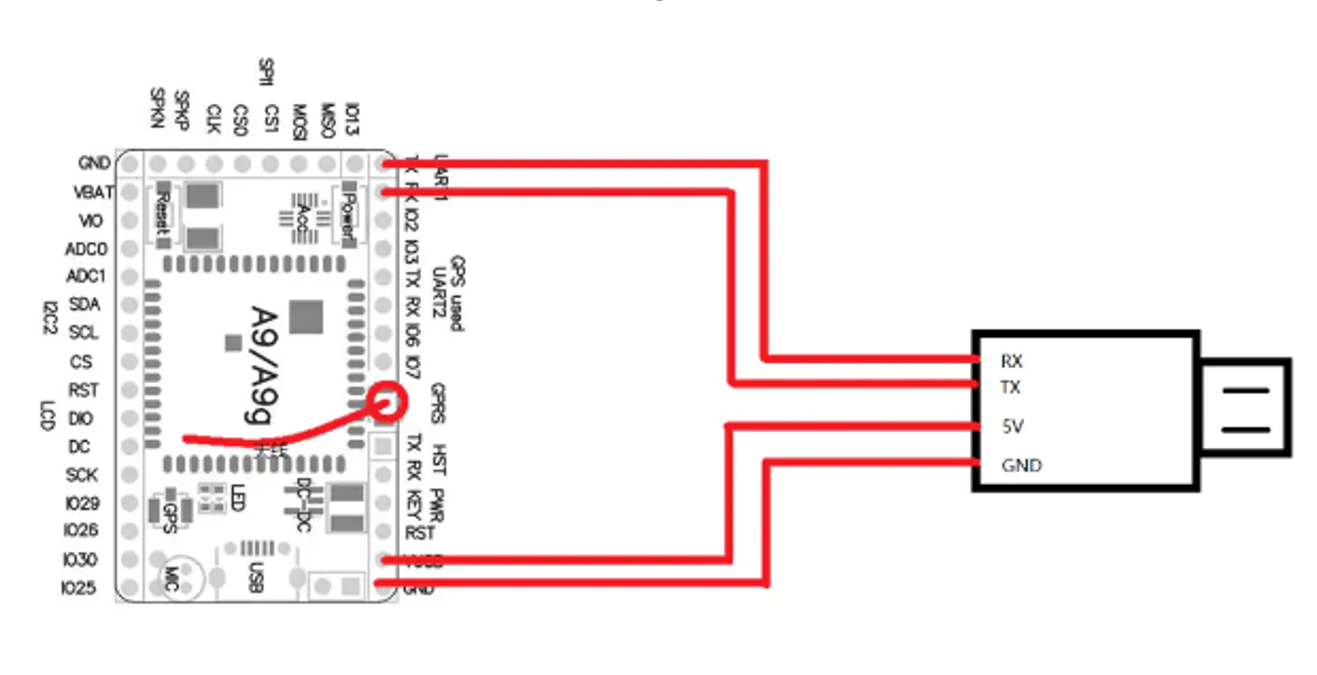 SPI1
SPKN
SPKP
CLK
CS0
CS1
MOSI
MISO
IO13
GND
VBAT
VIO
ADC0
ADC1
I2C2
SDA
SCL
CS
LCD
RST
DIO
DC
SCK
IO29
IO26
IO30
IO25
Reset
Acc
Power
A9/A9g
天线
GPS
LED
DC-DC
MIC
USB
UART1
TX
RX
IO2
IO3
GPS used
UART2
TX
RX
IO6
IO7
GPRS
HST
TX
RX
PWR
KEY
RST
GND
RX
TX
5V
GND